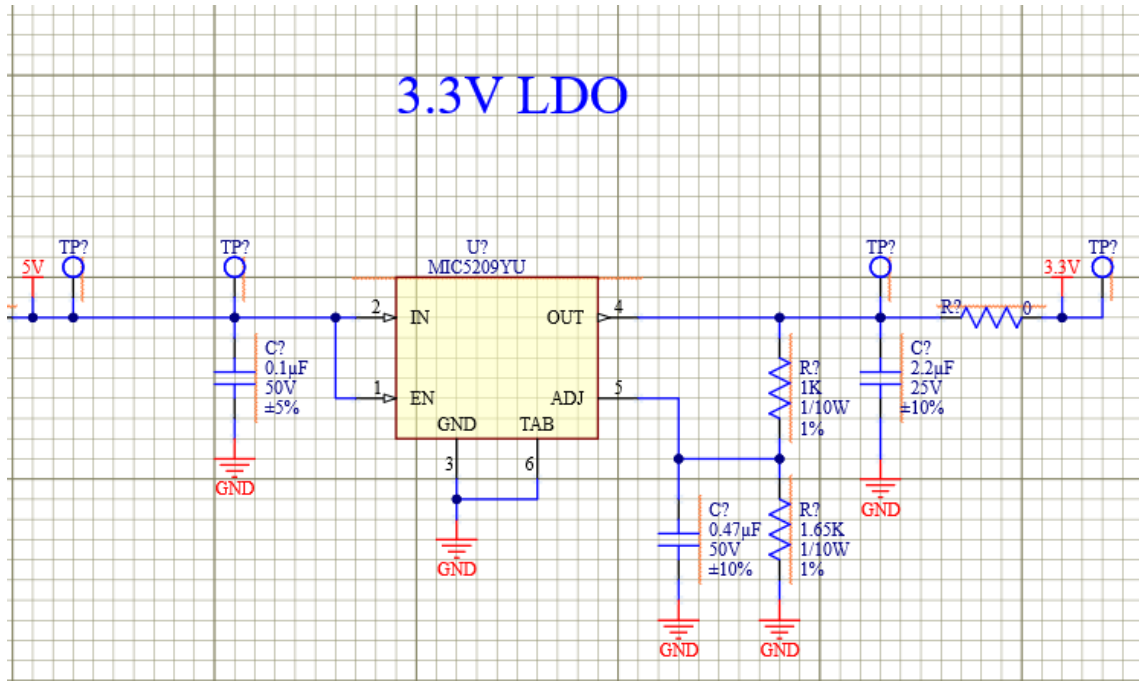 3.3V LDO
TP?
TP?
U?
MIC5209YU
TP?
TP?
5V
3.3V
2
IN
OUT
4
R?
0
C?
0.1µF
50V
±5%
1
EN
ADJ
5
GND
TAB
3
6
R?
1K
1/10W
1%
C?
2.2µF
25V
±10%
GND
GND
GND
C?
0.47µF
50V
±10%
R?
1.65K
1/10W
1%
GND
GND